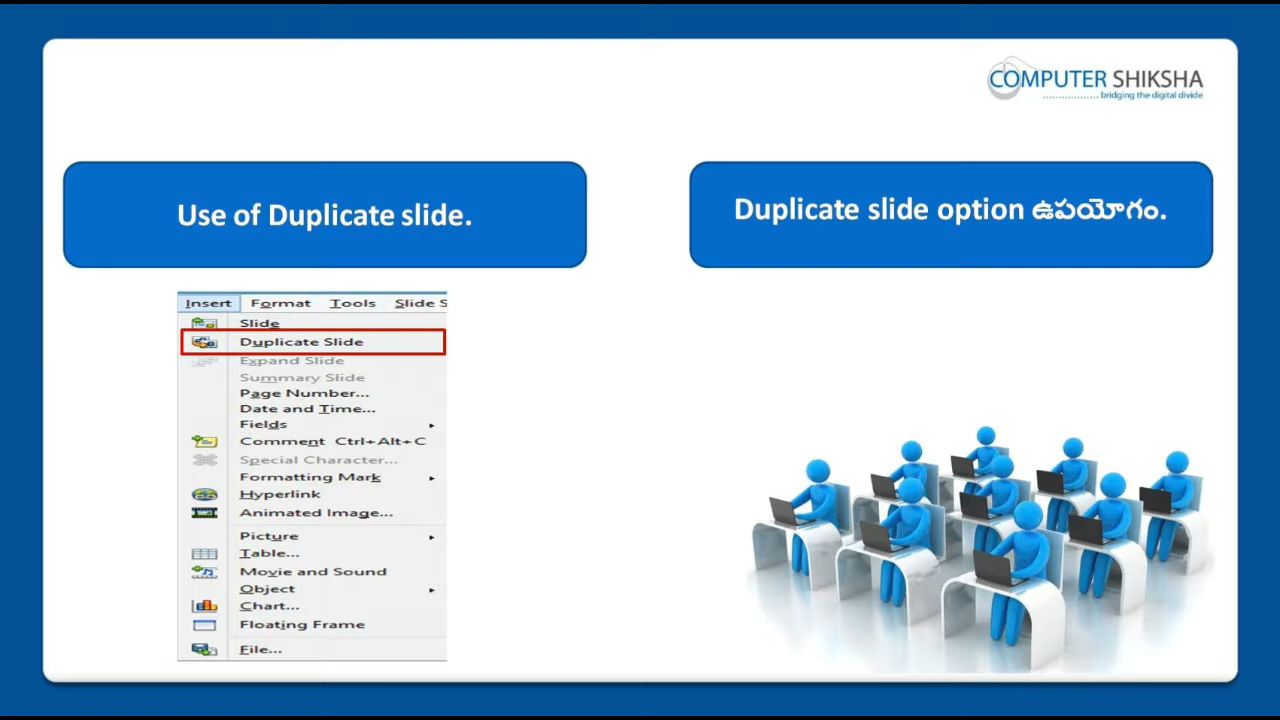 COMPUTER SHIKSHA
bridging the digital divide
Use of Duplicate slide.
Duplicate slide option ఉపయోగం.
Insert Format Tools Slide S
Slide
Duplicate Slide
Expand Slide
Summary Slide
Page Number...
Date and Time...
Fields
Comment Ctrl+Alt+C
Special Character...
Formatting Mark
Hyperlink
Animated Image...
Picture
Table...
Movie and Sound
Object
Chart...
Floating Frame
File...